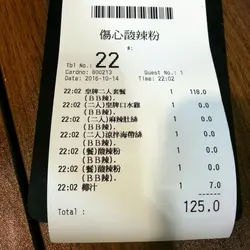 傷心酸辣粉
#:
Tbl No.: 22
Cardno: 800213 Guest No.: 1
Date: 2016-10-14 Time: 22:02
22:02 皇牌二人套餐 1 118.0
(BB辣).
22:02 (二人)皇牌口水雞 1 0.0
(BB辣).
22:02 (二人)麻辣肚絲 1 0.0
(BB辣).
22:02 (二人)涼拌海帶絲 1 0.0
(BB辣).
22:02 (餐)酸辣粉 1 0.0
(BB辣).
22:02 (餐)酸辣粉 1 0.0
(BB辣).
22:02 椰汁 1 7.0
Total : 125.0